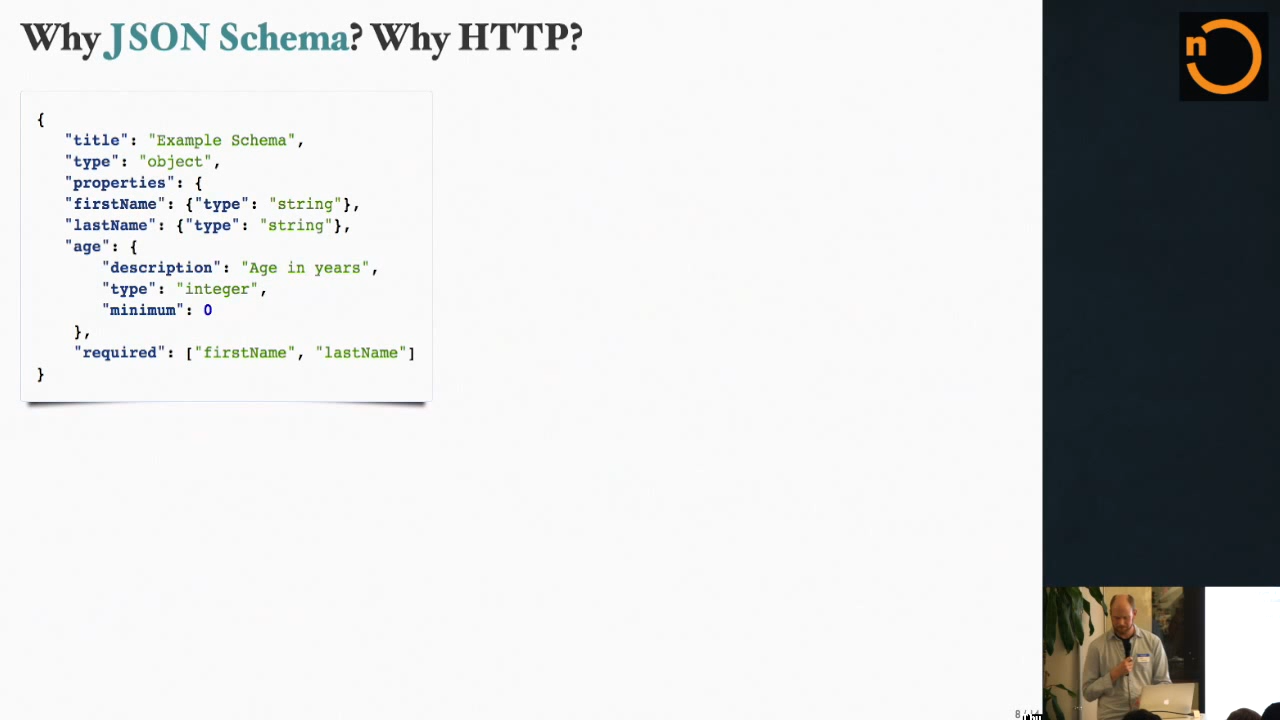 Why JSON Schema? Why HTTP?
n
{
"title": "Example Schema",
"type": "object",
"properties": {
"firstName": {"type": "string"},
"lastName": {"type": "string"},
"age": {
"description": "Age in years",
"type": "integer",
"minimum": 0
},
"required": ["firstName", "lastName"]
}